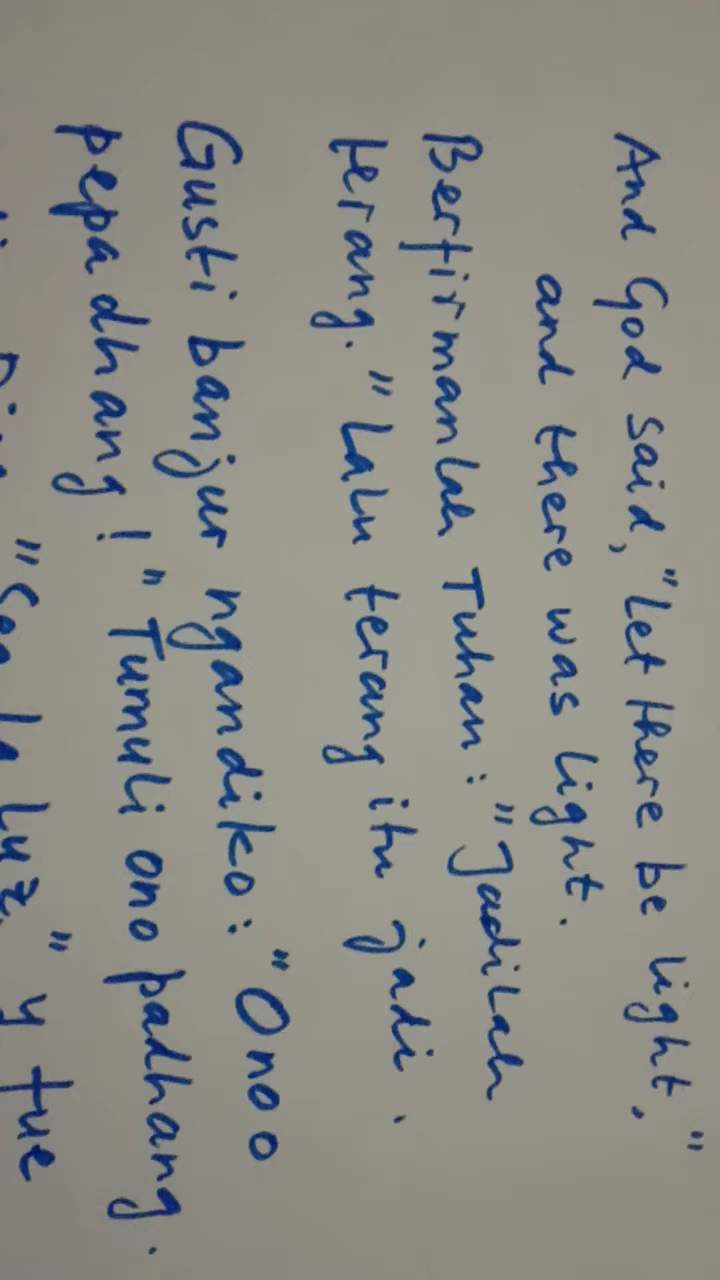 And God said, "Let there be light,"
and there was light.
Berfirmanlah Tuhan: "Jadilah
terang." Lalu terang itu jadi.
Gusti banjur ngandiko: "Onoo
pepadhang!" Tumuli ono padhang.
"Sea la Luz," y fue